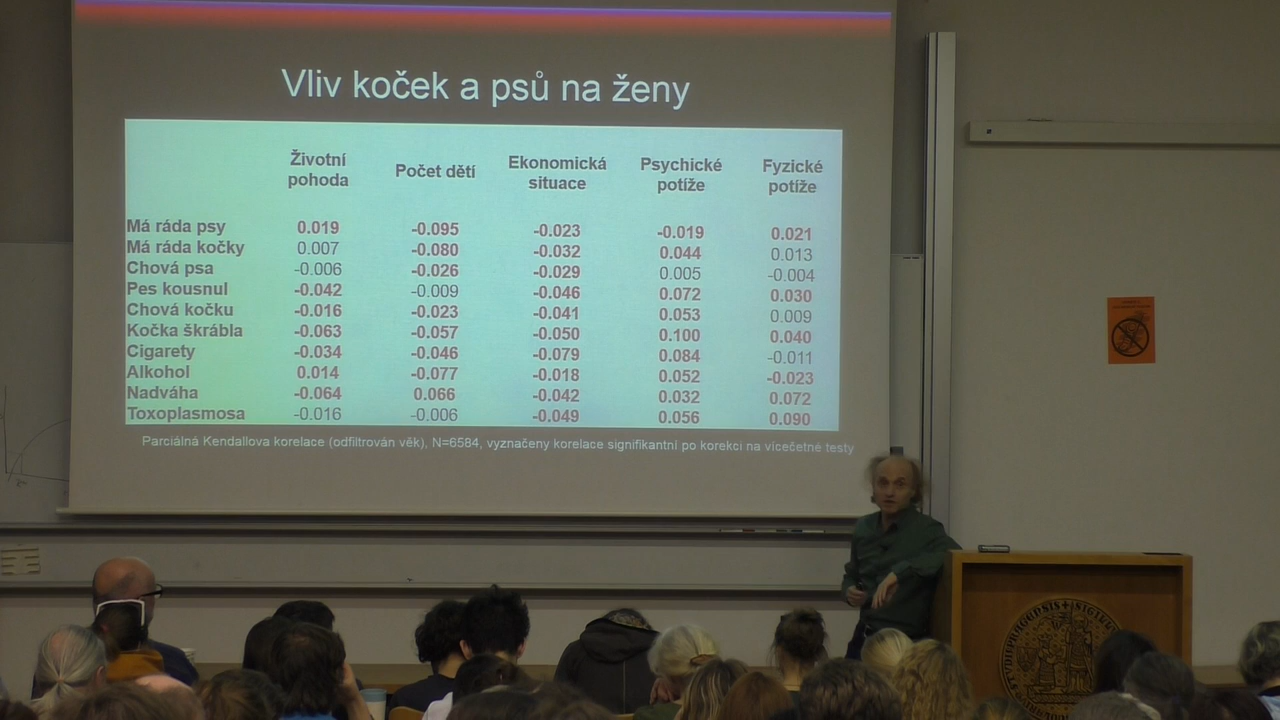 Vliv koček a psů na ženy
Životní pohoda Počet dětí Ekonomická situace Psychické potíže Fyzické potíže
Má ráda psy 0.019 -0.095 -0.023 -0.019 0.021
Má ráda kočky 0.007 -0.080 -0.032 0.044 0.013
Chová psa -0.006 -0.026 -0.029 0.005 -0.004
Pes kousnul -0.042 -0.009 -0.046 0.072 0.030
Chová kočku -0.016 -0.023 -0.041 0.053 0.009
Kočka škrábla -0.063 -0.057 -0.050 0.100 0.040
Cigarety -0.034 -0.046 -0.079 0.084 -0.011
Alkohol 0.014 -0.077 -0.018 0.052 -0.023
Nadváha -0.064 0.066 -0.042 0.032 0.072
Toxoplasmosa -0.016 -0.006 -0.049 0.056 0.090
Parciálná Kendallova korelace (odfiltrován věk), N=6584, vyznačeny korelace signifikantní po korekci na vícečetné testy